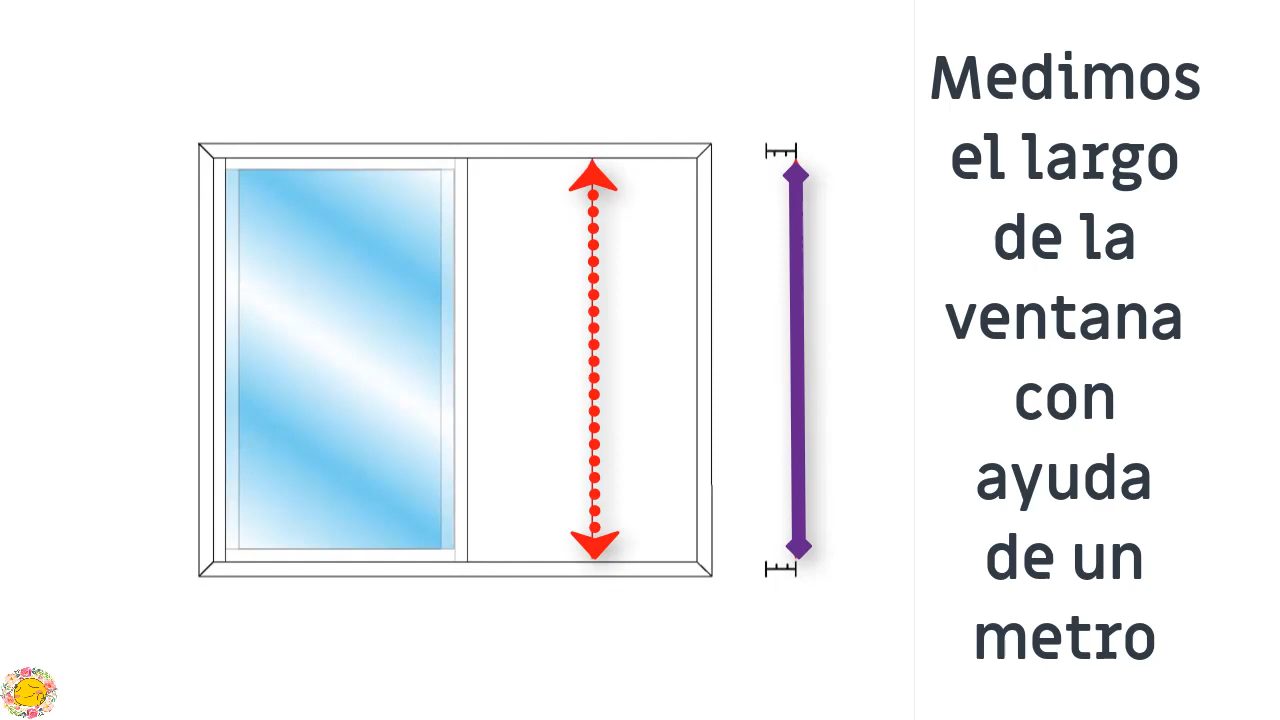 Medimos
el largo
de la
ventana
con
ayuda
de un
metro